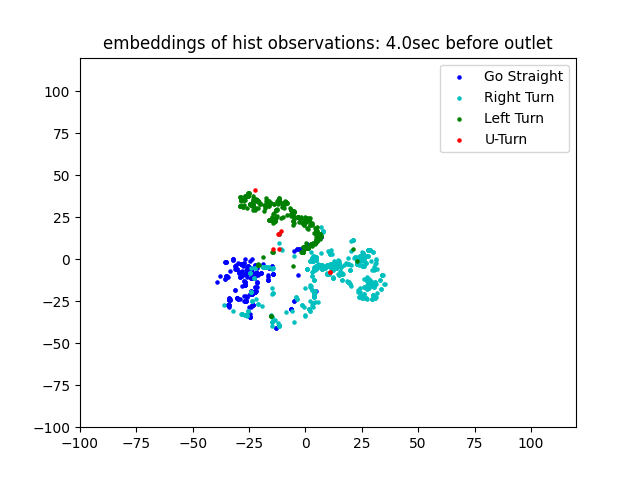 embeddings of hist observations: 4.0sec before outlet
Go Straight
Right Turn
Left Turn
U-Turn
100
75
50
25
0
−25
−50
−75
−100
−100 −75 −50 −25 0 25 50 75 100